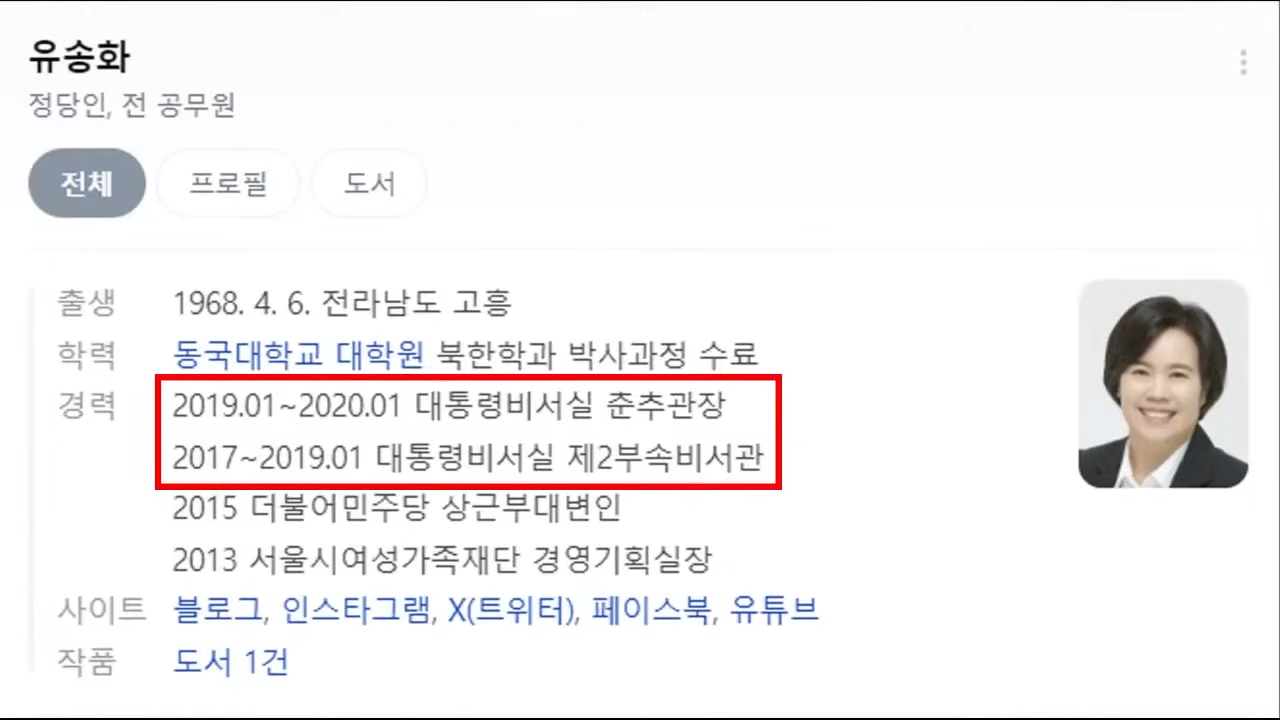 유송화
정당인, 전 공무원
전체 프로필 도서
출생 1968. 4. 6. 전라남도 고흥
학력 동국대학교 대학원 북한학과 박사과정 수료
경력 2019.01~2020.01 대통령비서실 춘추관장
2017~2019.01 대통령비서실 제2부속비서관
2015 더불어민주당 상근부대변인
2013 서울시여성가족재단 경영기획실장
사이트 블로그, 인스타그램, X(트위터), 페이스북, 유튜브
작품 도서 1건